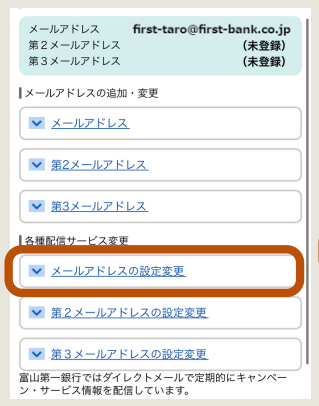 メールアドレス first-taro@first-bank.co.jp
第２メールアドレス (未登録)
第３メールアドレス (未登録)
メールアドレスの追加・変更
メールアドレス
第2メールアドレス
第3メールアドレス
各種配信サービス変更
メールアドレスの設定変更
第２メールアドレスの設定変更
第３メールアドレスの設定変更
富山第一銀行ではダイレクトメールで定期的にキャンペー
ン・サービス情報を配信しています。